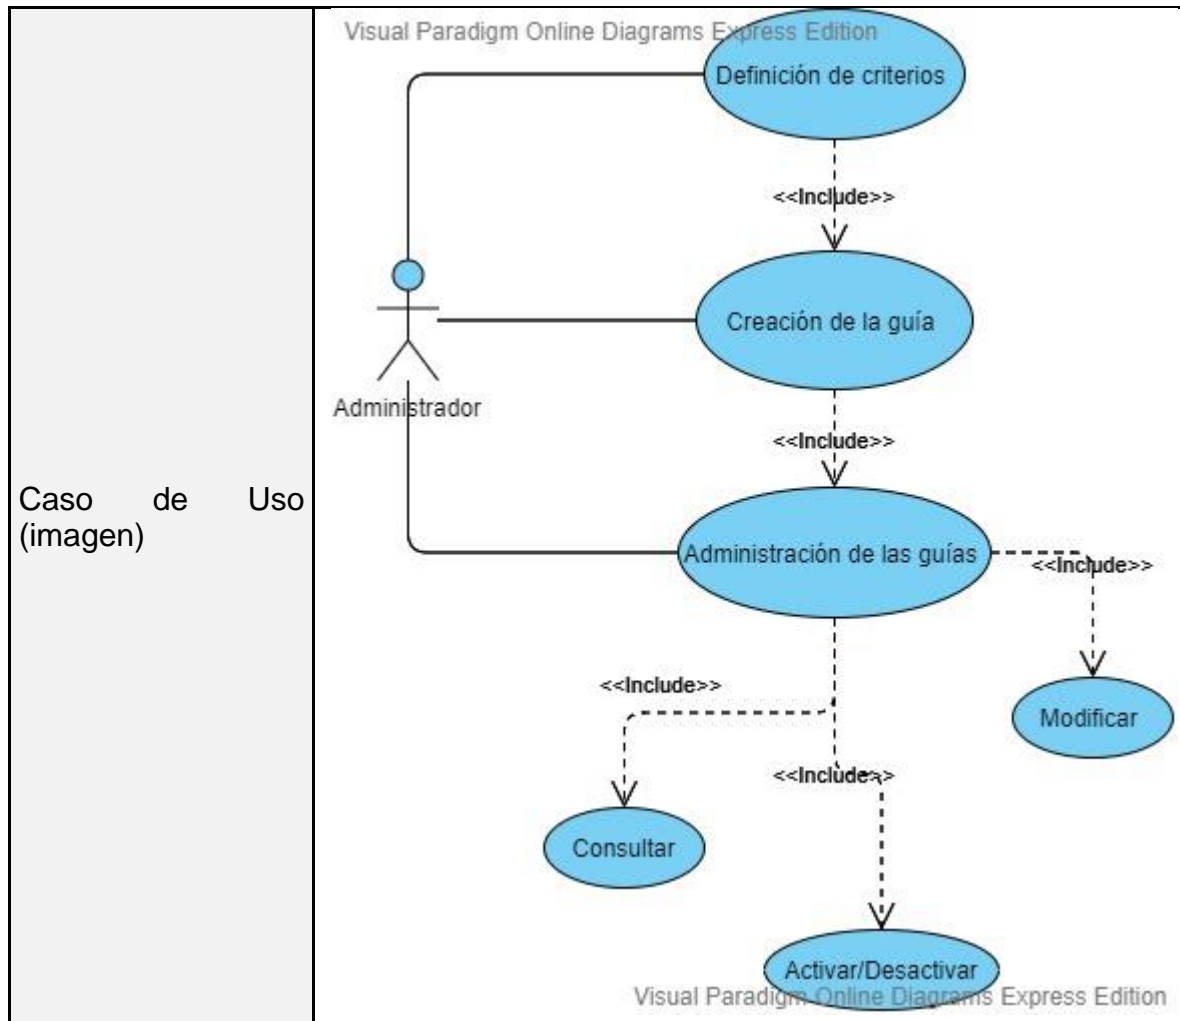 Visual Paradigm Online Diagrams Express Edition
Definición de criterios
<<Include>>
Creación de la guía
Administrador
<<Include>>
Caso de Uso
(imagen)
Administración de las guías
<<Include>>
<<Include>>
Modificar
<<Include>>
Consultar
Activar/Desactivar
Visual Paradigm Online Diagrams Express Edition